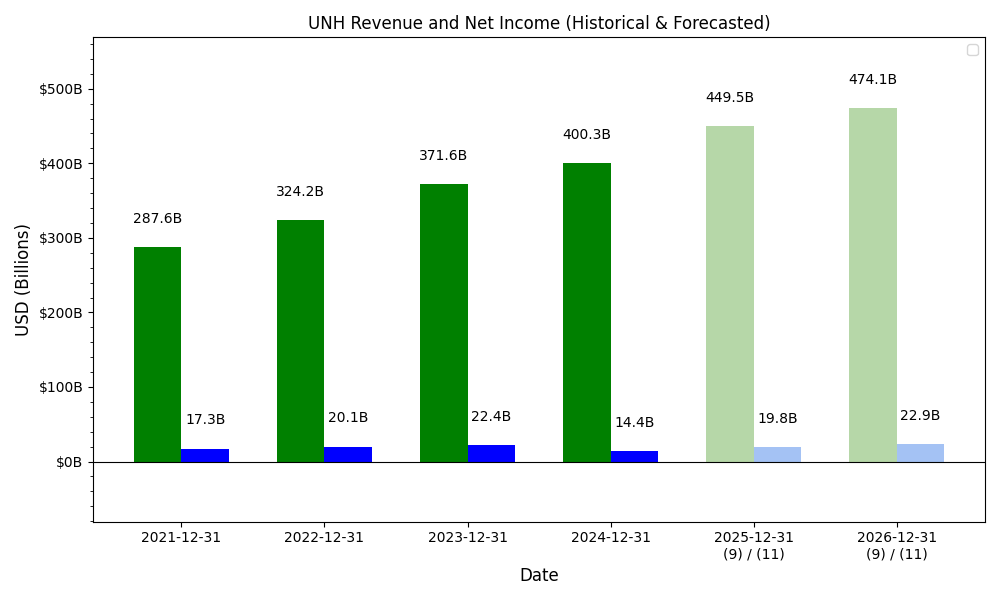 UNH Revenue and Net Income (Historical & Forecasted)
USD (Billions)
$500B
$400B
$300B
$200B
$100B
$0B
287.6B
17.3B
324.2B
20.1B
371.6B
22.4B
400.3B
14.4B
449.5B
19.8B
474.1B
22.9B
2021-12-31
2022-12-31
2023-12-31
2024-12-31
2025-12-31
(9) / (11)
2026-12-31
(9) / (11)
Date